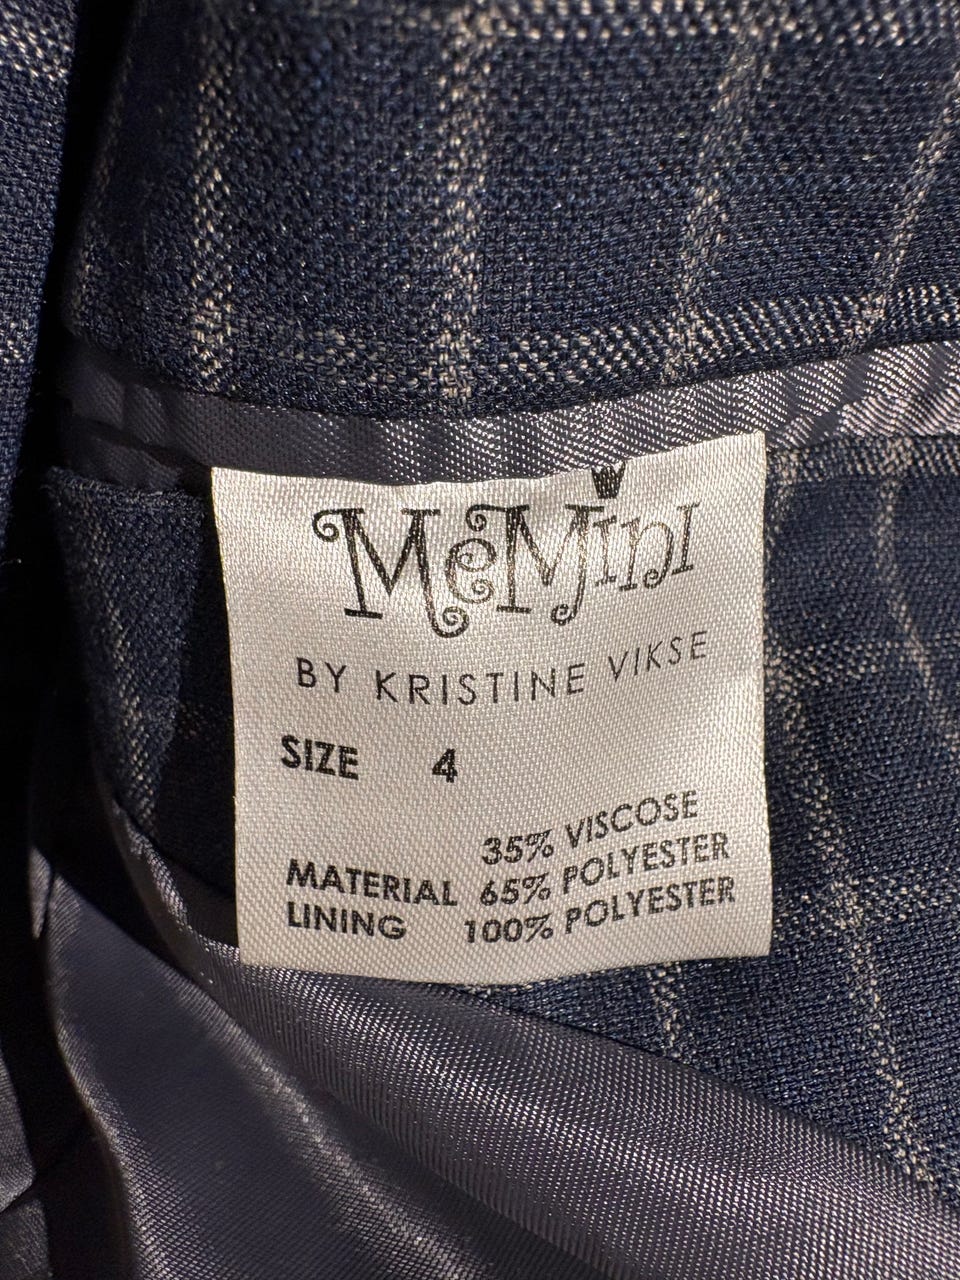 MeMini
BY KRISTINE VIKSE
SIZE 4
35% VISCOSE
MATERIAL 65% POLYESTER
LINING 100% POLYESTER